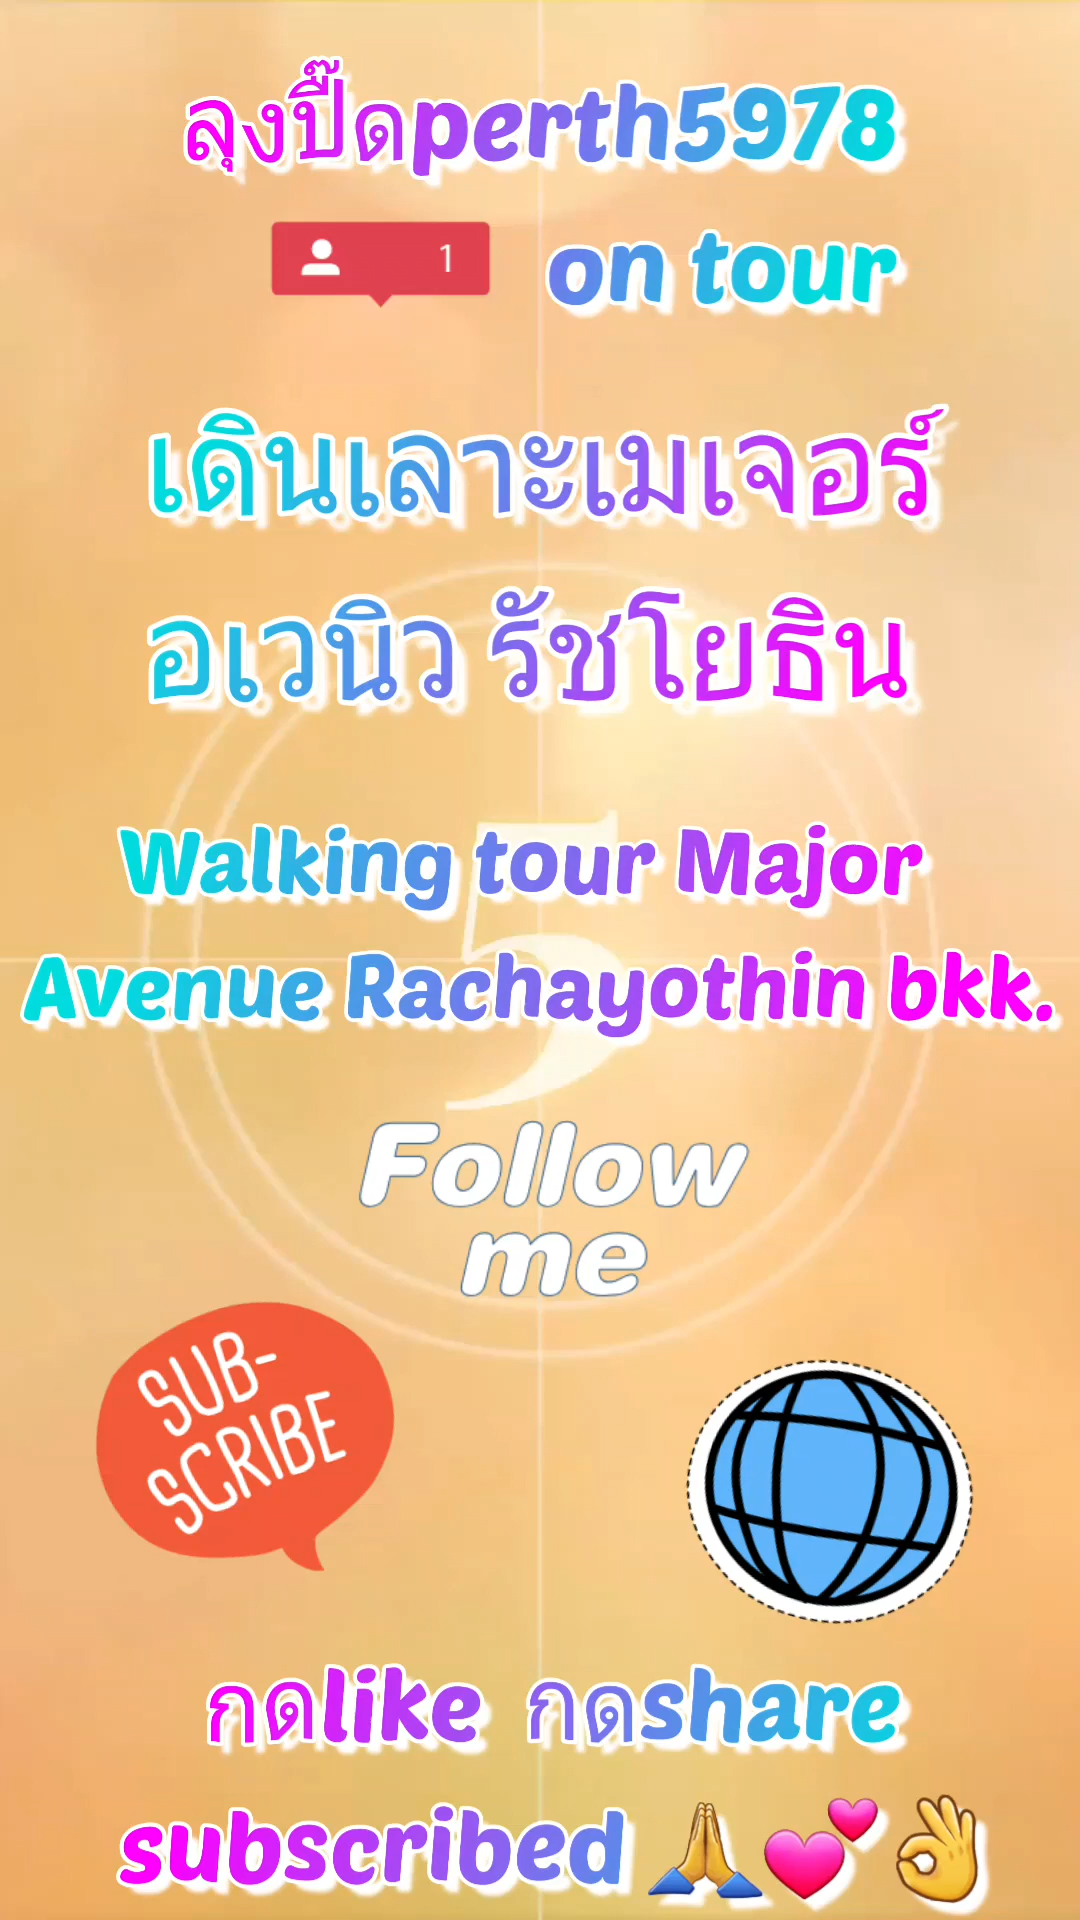 ลุงปื๊ดperth5978
1
on tour
เดินเลาะเมเจอร์
อเวนิว รัชโยธิน
5
Walking tour Major
Avenue Rachayothin bkk.
Follow
me
SUB-
SCRIBE
กดlike กดshare
subscribed 🙏💕👌